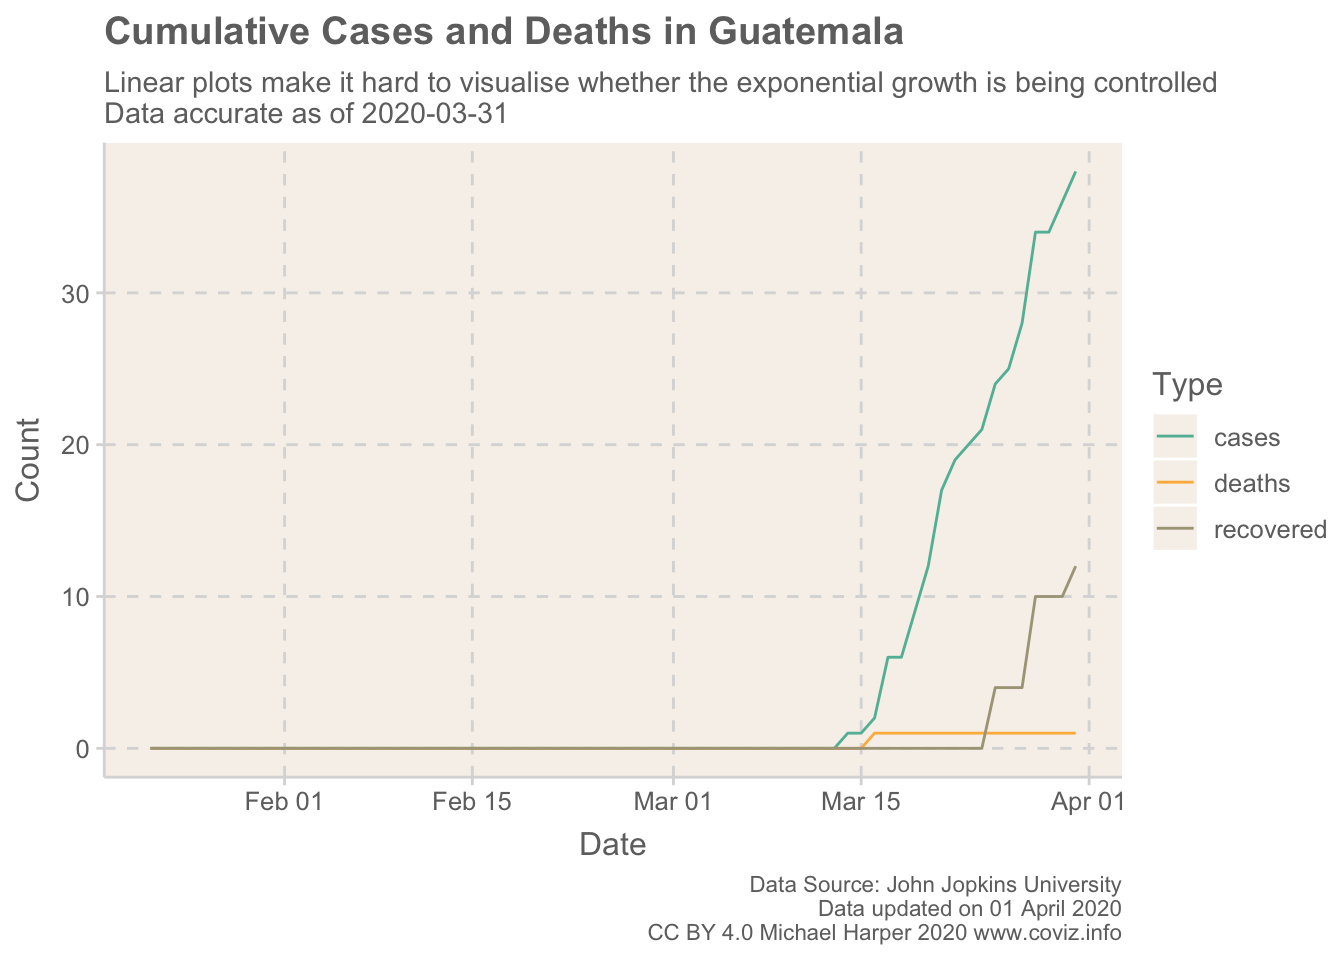 Cumulative Cases and Deaths in Guatemala
Linear plots make it hard to visualise whether the exponential growth is being controlled
Data accurate as of 2020-03-31
Count
30
20
10
0
Feb 01
Feb 15
Mar 01
Mar 15
Apr 01
Date
Type
cases
deaths
recovered
Data Source: John Jopkins University
Data updated on 01 April 2020
CC BY 4.0 Michael Harper 2020 www.coviz.info